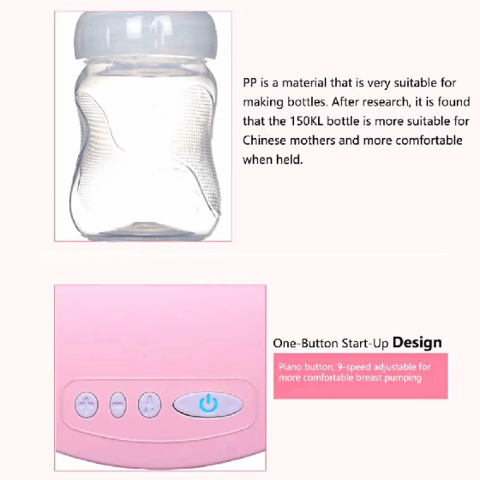 PP is a material that is very suitable for
making bottles. After research, it is found
that the 150KL bottle is more suitable for
Chinese mothers and more comfortable
when held.
One-Button Start-Up Design
Piano button, 9-speed adjustable for
more comfortable breast pumping